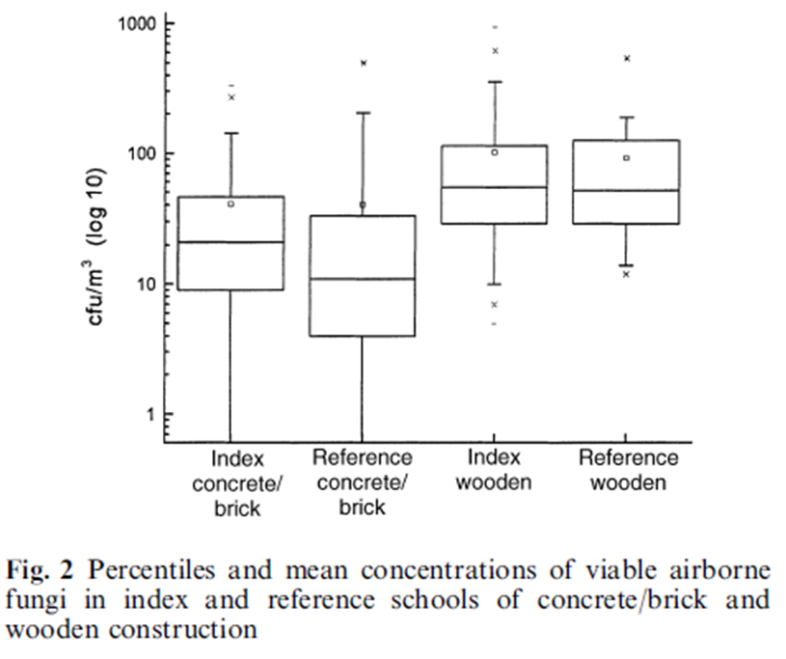 1000
100
10
1
cfu/m³ (log 10)
Index
concrete/
brick
Reference
concrete/
brick
Index
wooden
Reference
wooden
Fig. 2 Percentiles and mean concentrations of viable airborne
fungi in index and reference schools of concrete/brick and
wooden construction